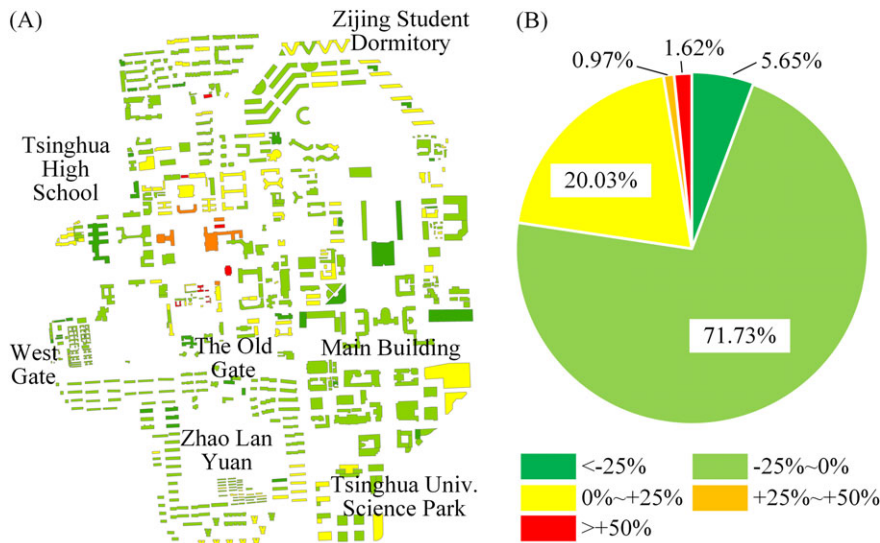 (A)
Zijing Student
Dormitory
Tsinghua
High
School
West
Gate
The Old
Gate
Main Building
Zhao Lan
Yuan
Tsinghua Univ.
Science Park
(B)
0.97%
1.62%
5.65%
20.03%
71.73%
<-25%
-25%~0%
0%~+25%
+25%~+50%
>+50%